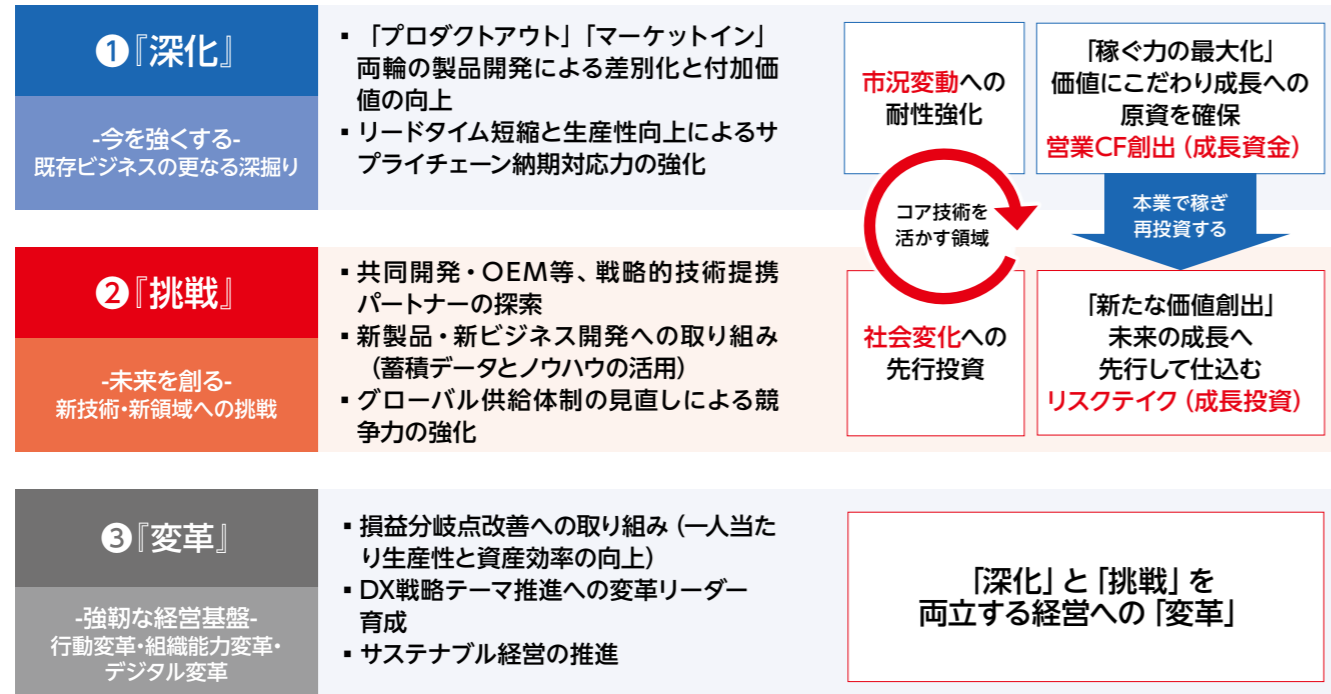 ❶『深化』
-今を強くする-
既存ビジネスの更なる深掘り
▪「プロダクトアウト」「マーケットイン」
両輪の製品開発による差別化と付加価
値の向上
▪リードタイム短縮と生産性向上によるサ
プライチェーン納期対応力の強化
市況変動への
耐性強化
「稼ぐ力の最大化」
価値にこだわり成長への
原資を確保
営業CF創出（成長資金）
コア技術を
活かす領域
本業で稼ぎ
再投資する
❷『挑戦』
-未来を創る-
新技術・新領域への挑戦
▪共同開発・OEM等、戦略的技術提携
パートナーの探索
▪新製品・新ビジネス開発への取り組み
（蓄積データとノウハウの活用）
▪グローバル供給体制の見直しによる競
争力の強化
社会変化への
先行投資
「新たな価値創出」
未来の成長へ
先行して仕込む
リスクテイク（成長投資）
❸『変革』
-強靭な経営基盤-
行動変革・組織能力変革・
デジタル変革
▪損益分岐点改善への取り組み（一人当た
り生産性と資産効率の向上）
▪DX戦略テーマ推進への変革リーダー
育成
▪サステナブル経営の推進
「深化」と「挑戦」を
両立する経営への「変革」